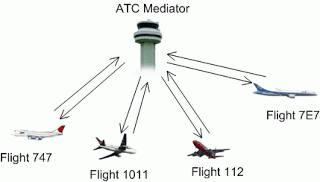 ATC Mediator
Flight 7E7
Flight 747
Flight 1011
Flight 112